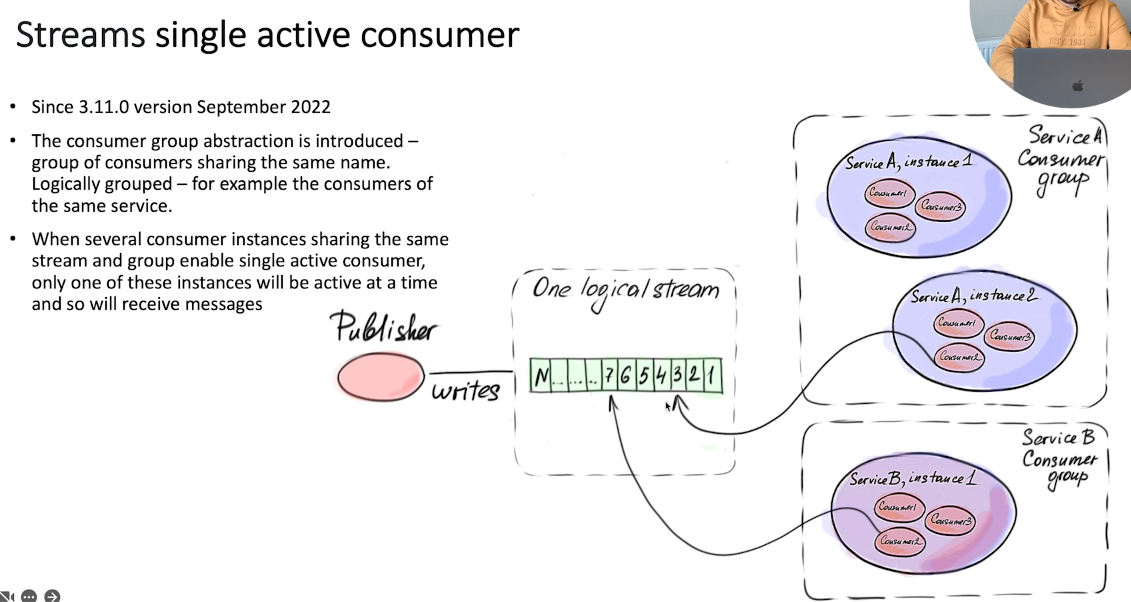 Streams single active consumer
• Since 3.11.0 version September 2022
• The consumer group abstraction is introduced –
group of consumers sharing the same name.
Logically grouped – for example the consumers of
the same service.
• When several consumer instances sharing the same
stream and group enable single active consumer,
only one of these instances will be active at a time
and so will receive messages
Publisher
writes
One logical stream
N......7 6 5 4 3 2 1
Service A
Consumer
group
Service A, instance 1
Consumer1
Consumer3
Consumer2
Service A, instance 2
Consumer1
Consumer3
Consumer2
Service B
Consumer
group
Service B, instance 1
Consumer1
Consumer3
Consumer2